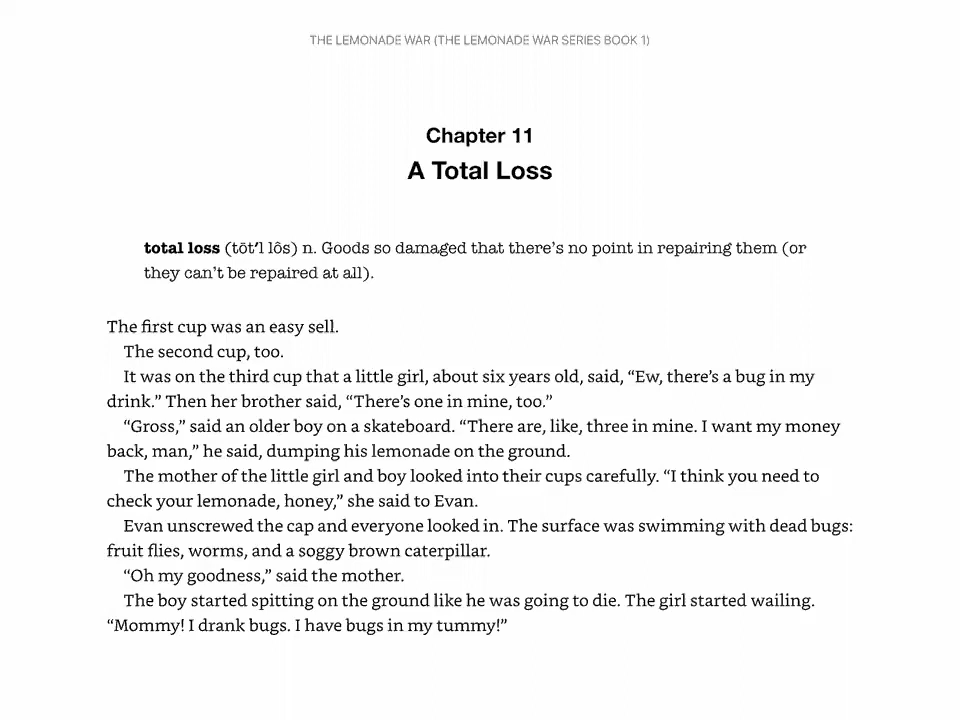 THE LEMONADE WAR (THE LEMONADE WAR SERIES BOOK 1)
Chapter 11
A Total Loss
total loss (tōt′l lôs) n. Goods so damaged that there’s no point in repairing them (or
they can’t be repaired at all).
The first cup was an easy sell.
The second cup, too.
It was on the third cup that a little girl, about six years old, said, “Ew, there’s a bug in my
drink.” Then her brother said, “There’s one in mine, too.”
“Gross,” said an older boy on a skateboard. “There are, like, three in mine. I want my money
back, man,” he said, dumping his lemonade on the ground.
The mother of the little girl and boy looked into their cups carefully. “I think you need to
check your lemonade, honey,” she said to Evan.
Evan unscrewed the cap and everyone looked in. The surface was swimming with dead bugs:
fruit flies, worms, and a soggy brown caterpillar.
“Oh my goodness,” said the mother.
The boy started spitting on the ground like he was going to die. The girl started wailing.
“Mommy! I drank bugs. I have bugs in my tummy!”